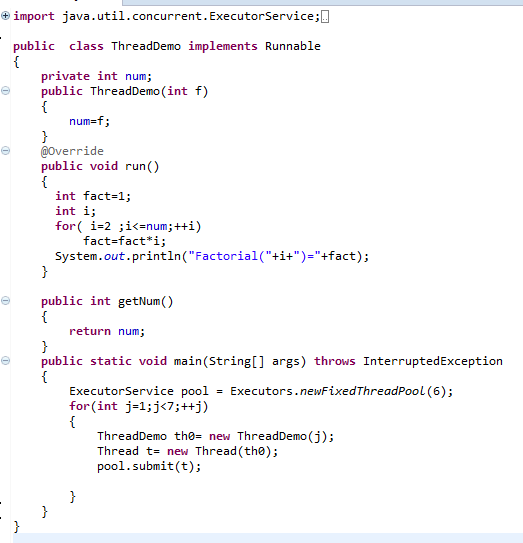 import java.util.concurrent.ExecutorService;
public  class ThreadDemo implements Runnable
{
    private int num;
    public ThreadDemo(int f)
    {
        num=f;
    }
    @Override
    public void run()
    {
      int fact=1;
      int i;
      for( i=2 ;i<=num;++i)
          fact=fact*i;
      System.out.println("Factorial("+i+")="+fact);
    }
    public int getNum()
    {
        return num;
    }
    public static void main(String[] args) throws InterruptedException
    {
        ExecutorService pool = Executors.newFixedThreadPool(6);
        for(int j=1;j<7;++j)
        {
            ThreadDemo th0= new ThreadDemo(j);
            Thread t= new Thread(th0);
            pool.submit(t);
        }
    }
}